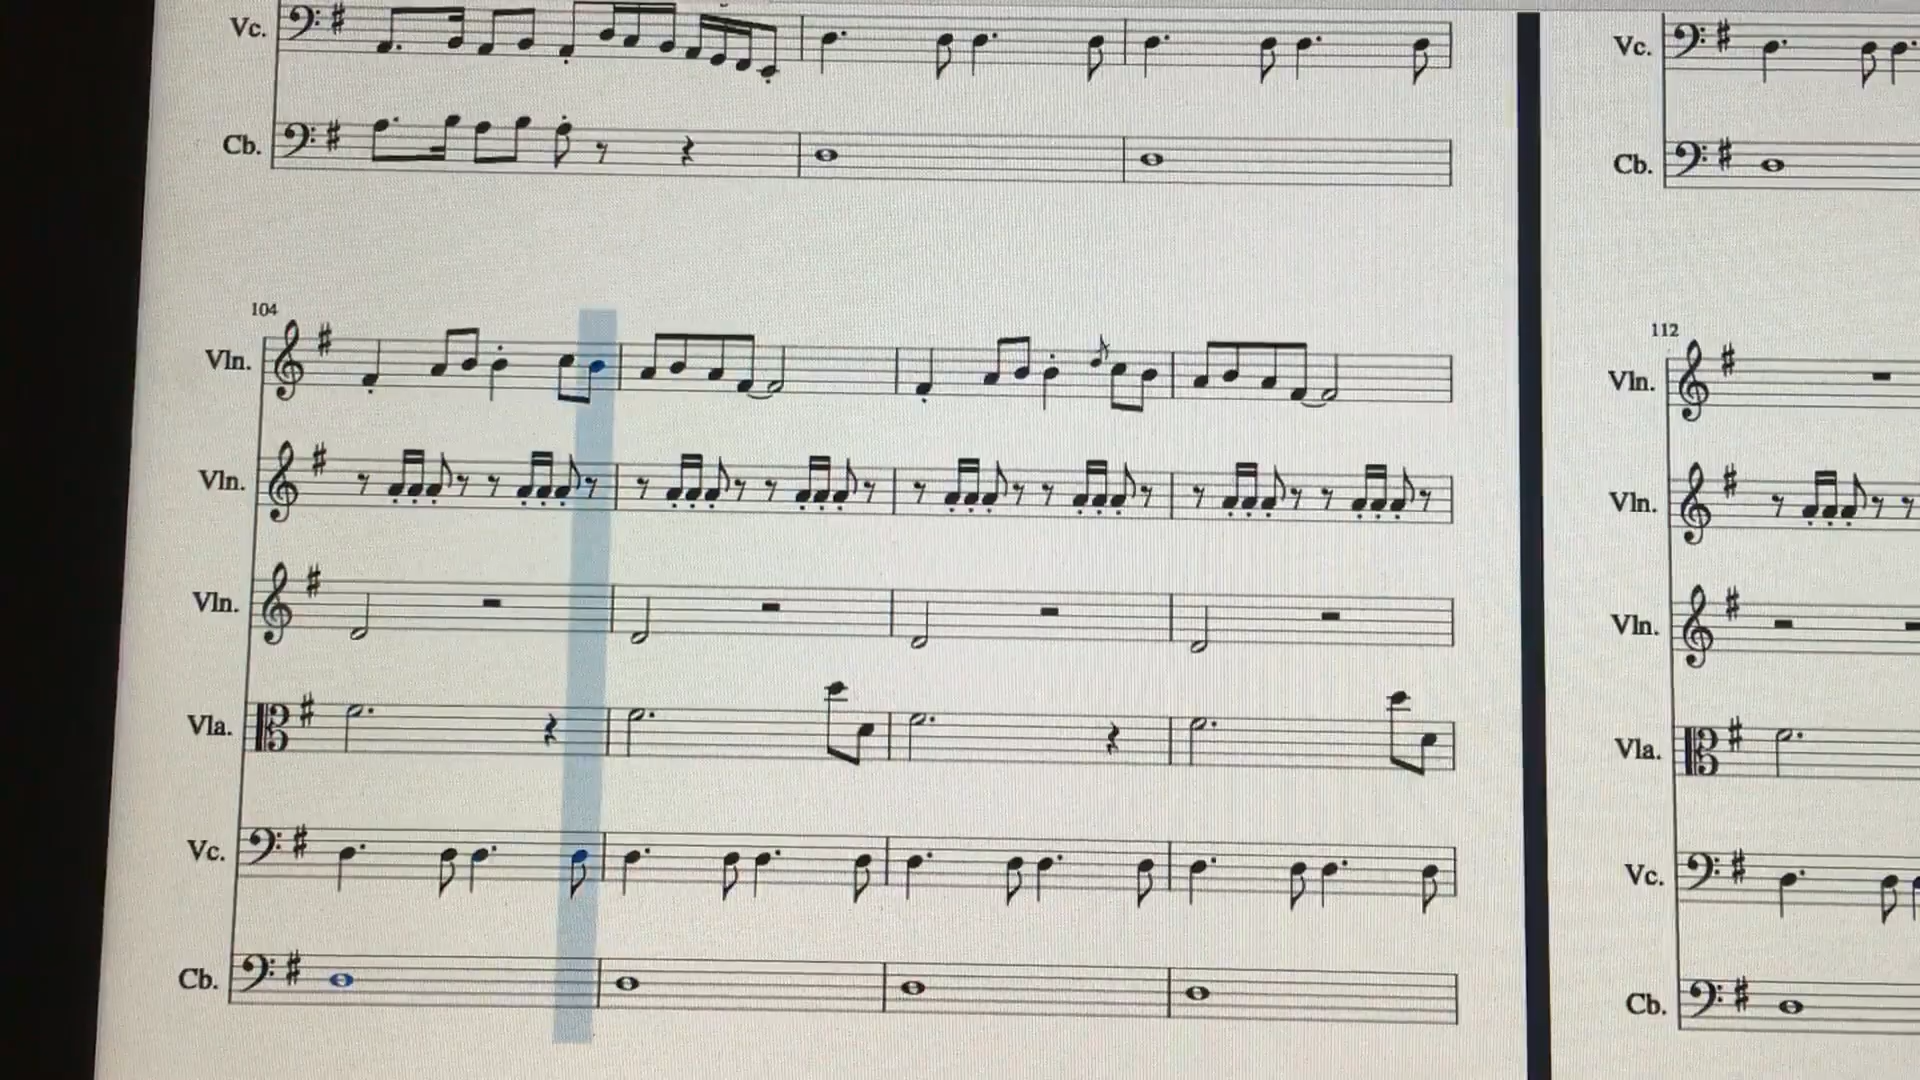 Vc.
Cb.
104
Vln.
Vln.
Vln.
Vla.
Vc.
Cb.
Vc.
Cb.
112
Vln.
Vln.
Vln.
Vla.
Vc.
Cb.